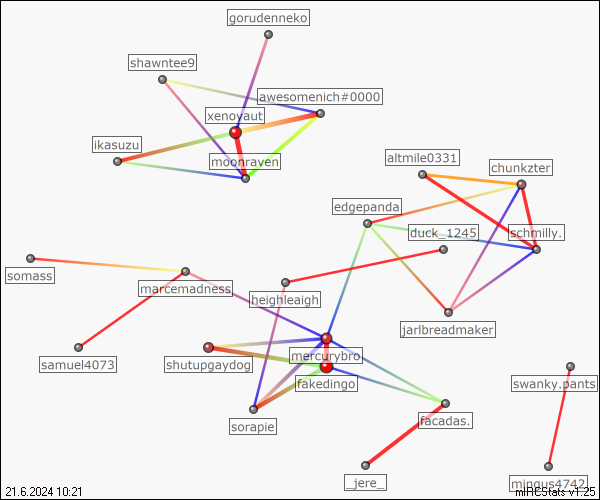 gorudenneko
shawntee9
awesomenich#0000
xenovaut
ikasuzu
moonraven
altmile0331
chunkzter
edgepanda
duck_1245
schmilly.
somass
marcemadness
heighleaigh
jarlbreadmaker
mercurybro
samuel4073
shutupgaydog
fakedingo
swanky.pants
sorapie
facadas.
_jere_
mingus4742
21.6.2024 10:21
mIRCStats v1.25